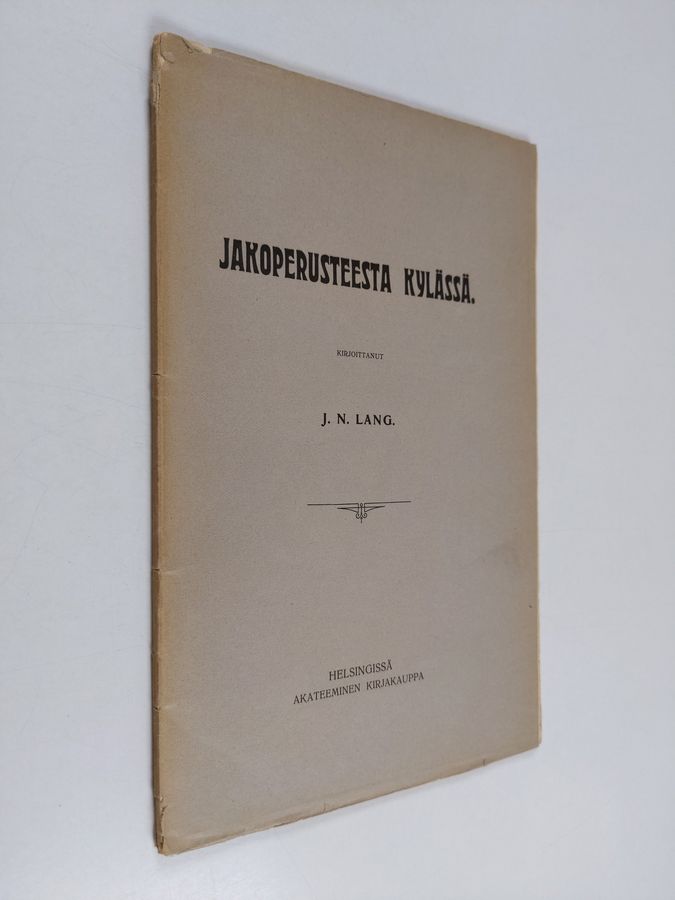 JAKOPERUSTEESTA KYLÄSSÄ.
KIRJOITTANUT
J. N. LANG.
HELSINGISSÄ
AKATEEMINEN KIRJAKAUPPA